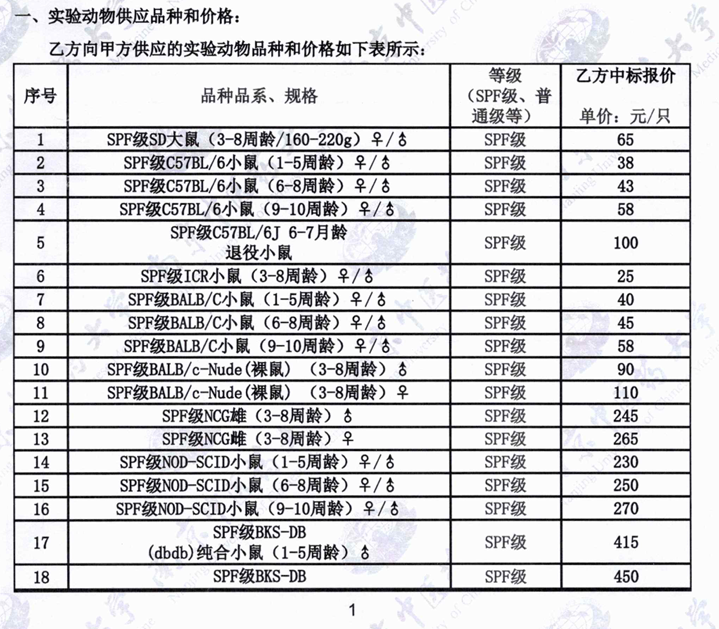 一、实验动物供应品种和价格：
乙方向甲方供应的实验动物品种和价格如下表所示：
序号 品种品系、规格 等级（SPF级、普通级等） 乙方中标报价 单价：元/只
1 SPF级SD大鼠（3-8周龄/160-220g）♀/♂ SPF级 65
2 SPF级C57BL/6小鼠（1-5周龄）♀/♂ SPF级 38
3 SPF级C57BL/6小鼠（6-8周龄）♀/♂ SPF级 43
4 SPF级C57BL/6小鼠（9-10周龄）♀/♂ SPF级 58
5 SPF级C57BL/6J 6-7月龄 退役小鼠 SPF级 100
6 SPF级ICR小鼠（3-8周龄）♀/♂ SPF级 25
7 SPF级BALB/C小鼠（1-5周龄）♀/♂ SPF级 40
8 SPF级BALB/C小鼠（6-8周龄）♀/♂ SPF级 45
9 SPF级BALB/C小鼠（9-10周龄）♀/♂ SPF级 58
10 SPF级BALB/c-Nude(裸鼠) （3-8周龄）♂ SPF级 90
11 SPF级BALB/c-Nude(裸鼠) （3-8周龄）♀ SPF级 110
12 SPF级NCG雄（3-8周龄）♂ SPF级 245
13 SPF级NCG雌（3-8周龄）♀ SPF级 265
14 SPF级NOD-SCID小鼠（1-5周龄）♀/♂ SPF级 230
15 SPF级NOD-SCID小鼠（6-8周龄）♀/♂ SPF级 250
16 SPF级NOD-SCID小鼠（9-10周龄）♀/♂ SPF级 270
17 SPF级BKS-DB (dbdb)纯合小鼠（1-5周龄）♂ SPF级 415
18 SPF级BKS-DB SPF级 450
1